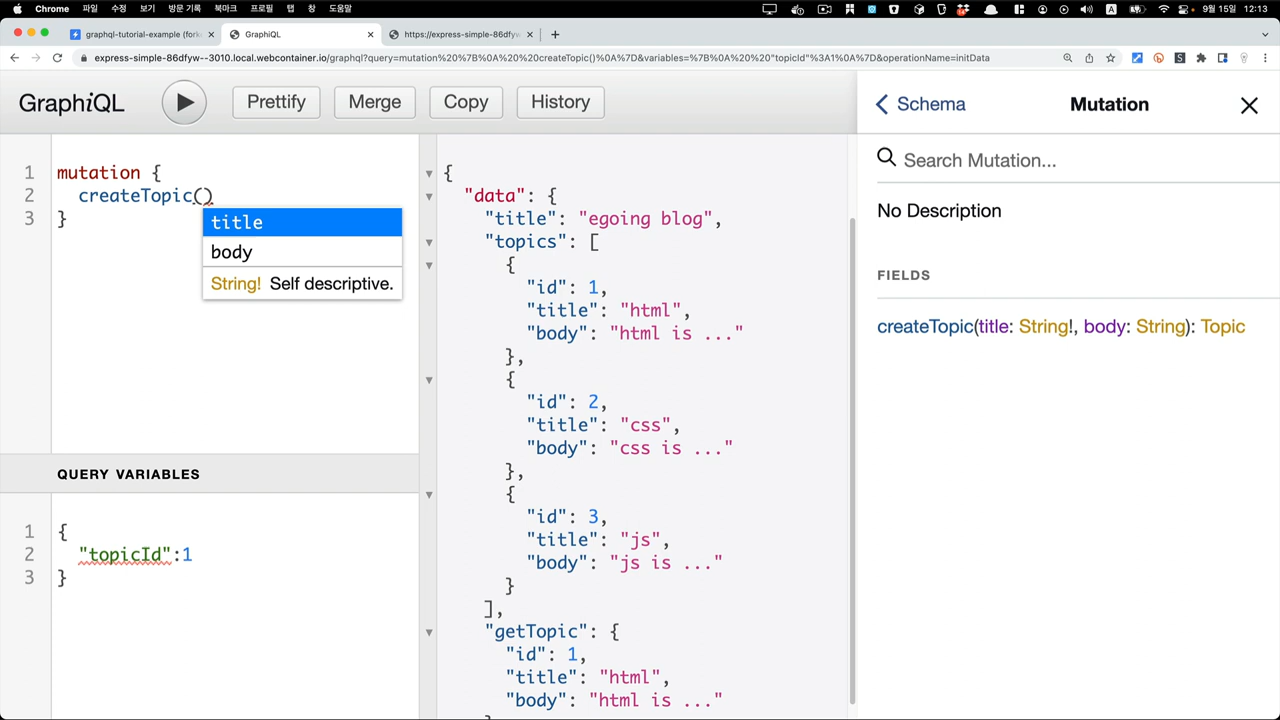 Chrome 파일 수정 보기 방문 기록 북마크 프로필 탭 창 도움말 9월 15일 12:13
graphql-tutorial-example (fork
GraphiQL
https://express-simple-86dfyw
express-simple-86dfyw--3010.local.webcontainer.io/graphql?query=mutation%20%7B%0A%20%20createTopic()%0A%7D&variables=%7B%0A%20%20"topicId"%3A1%0A%7D&operationName=initData
GraphiQL
Prettify
Merge
Copy
History
1 mutation {
2 createTopic()
3 }
title
body
String! Self descriptive.
QUERY VARIABLES
1 {
2 "topicId":1
3 }
{
"data": {
"title": "egoing blog",
"topics": [
{
"id": 1,
"title": "html",
"body": "html is ..."
},
{
"id": 2,
"title": "css",
"body": "css is ..."
},
{
"id": 3,
"title": "js",
"body": "js is ..."
}
],
"getTopic": {
"id": 1,
"title": "html",
"body": "html is ..."
Schema
Mutation
Search Mutation...
No Description
FIELDS
createTopic(title: String!, body: String): Topic